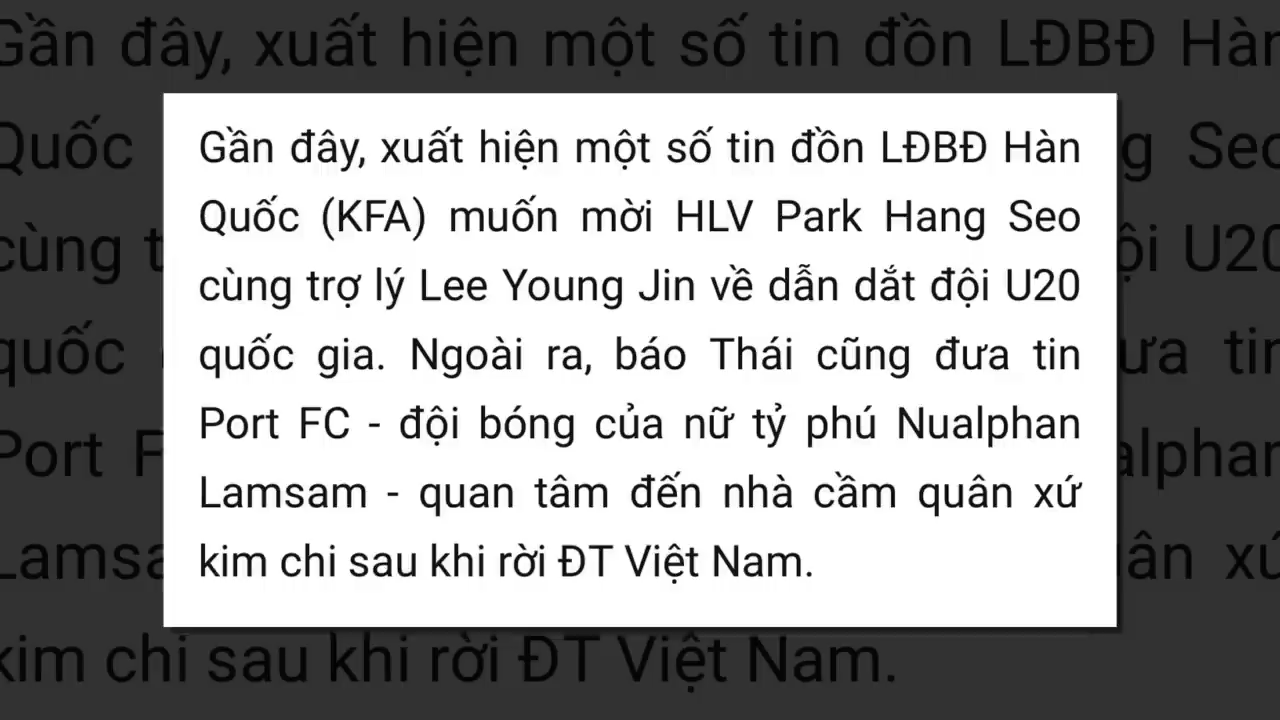 Gần đây, xuất hiện một số tin đồn LĐBĐ Hàn
Quốc (KFA) muốn mời HLV Park Hang Seo
cùng trợ lý Lee Young Jin về dẫn dắt đội U20
quốc gia. Ngoài ra, báo Thái cũng đưa tin
Port FC - đội bóng của nữ tỷ phú Nualphan
Lamsam - quan tâm đến nhà cầm quân xứ
kim chi sau khi rời ĐT Việt Nam.